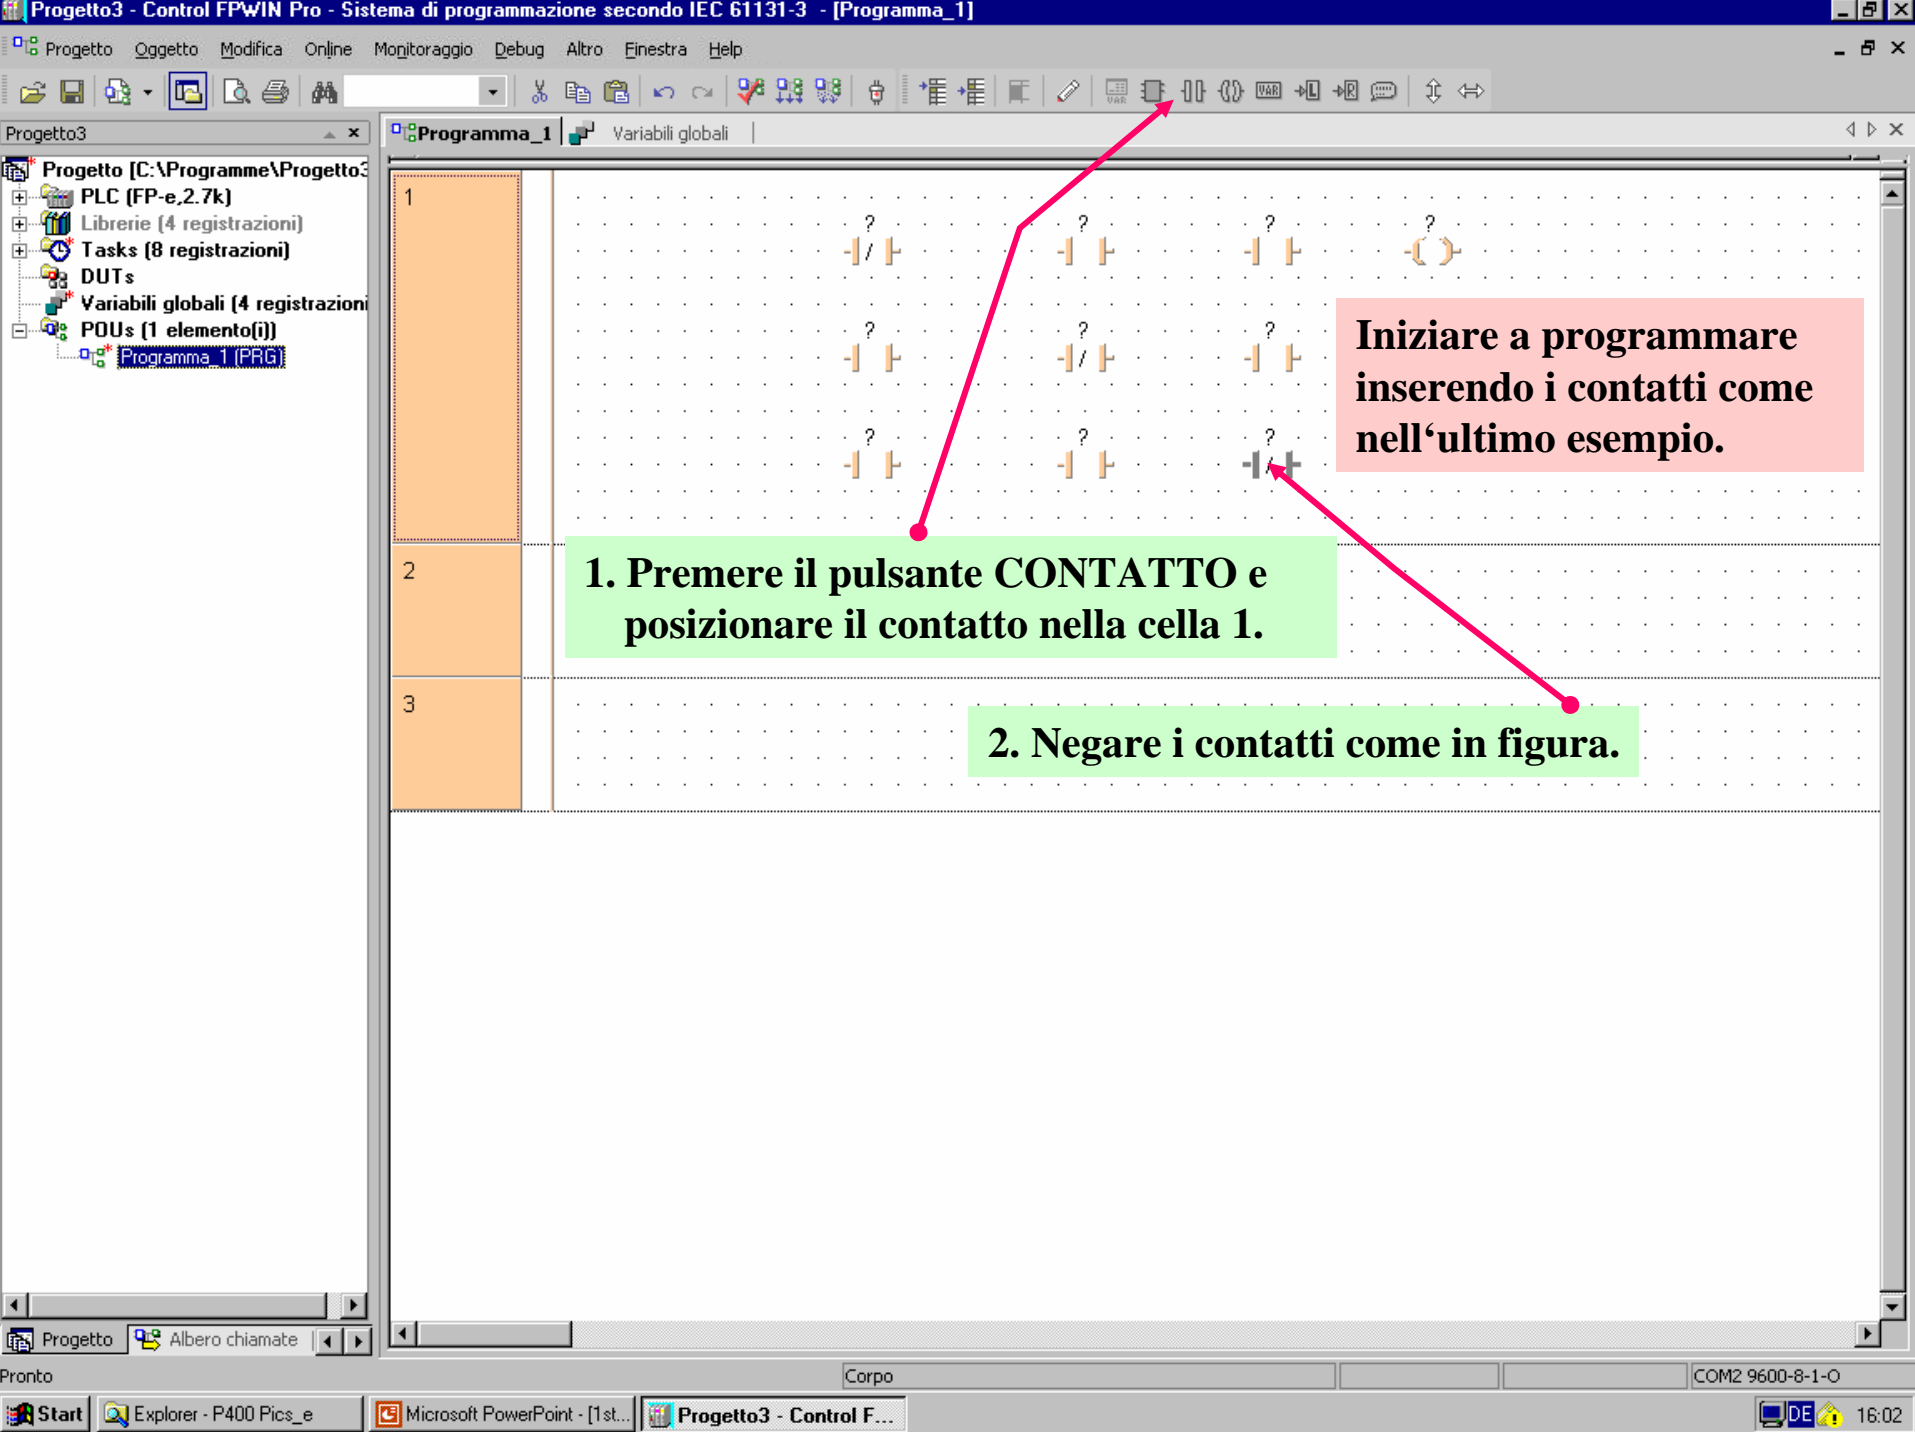 Progetto3 - Control FPWIN Pro - Sistema di programmazione secondo IEC 61131-3 - [Programma_1]
Progetto Oggetto Modifica Online Monitoraggio Debug Altro Finestra Help
VAR VAR L R
Progetto3
Programma_1 Variabili globali
Progetto [C:\Programme\Progetto3
PLC (FP-e,2.7k)
Librerie (4 registrazioni)
Tasks (8 registrazioni)
DUTs
Variabili globali (4 registrazioni
POUs (1 elemento(i))
Programma_1 (PRG)
1
? ? ? ?
? ? ?
? ? ?
Iniziare a programmare
inserendo i contatti come
nell‘ultimo esempio.
2
1. Premere il pulsante CONTATTO e
posizionare il contatto nella cella 1.
3
2. Negare i contatti come in figura.
Progetto Albero chiamate
Pronto Corpo COM2 9600-8-1-O
Start Explorer - P400 Pics_e Microsoft PowerPoint - [1st... Progetto3 - Control F... DE 16:02